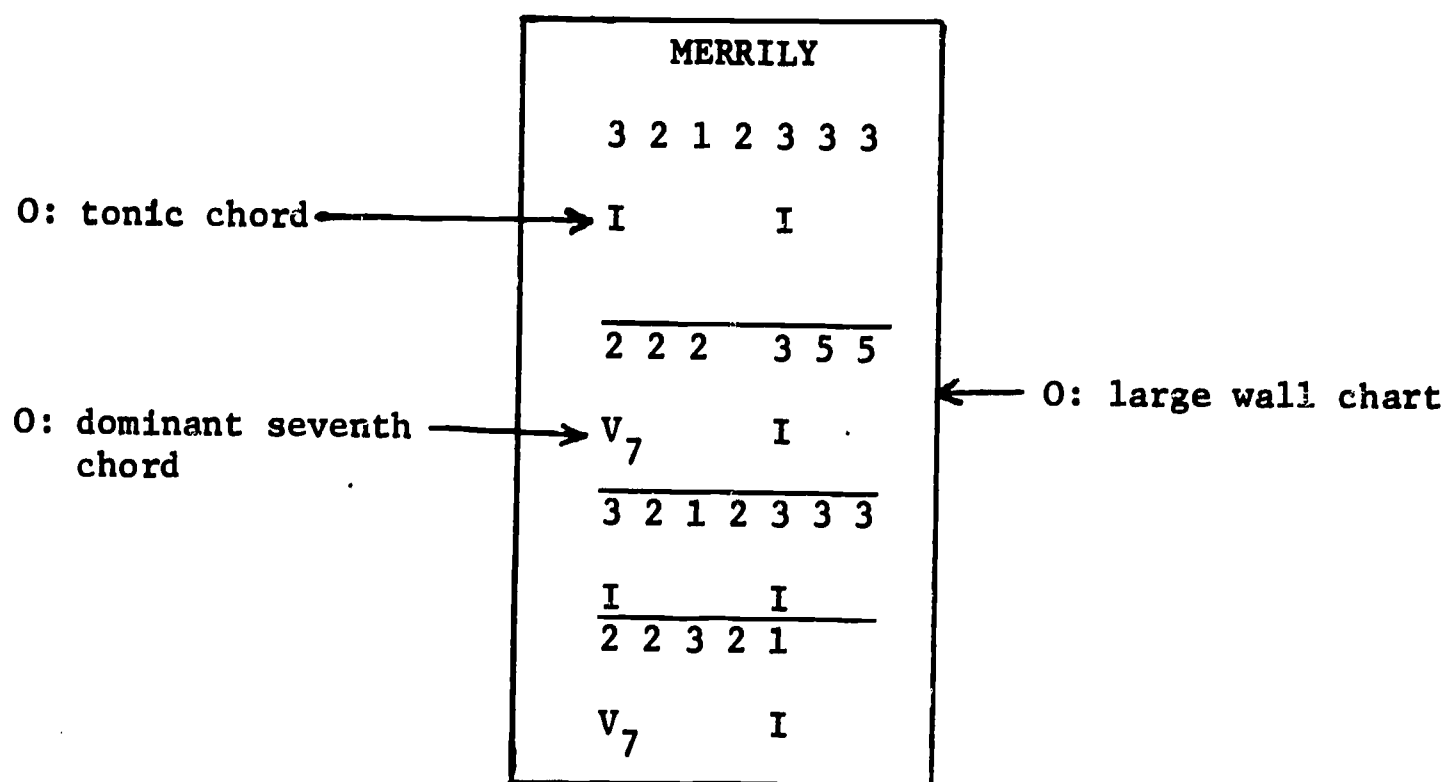 MERRILY
3 2 1 2 3 3 3
O: tonic chord
I I
2 2 2 3 5 5
O: large wall chart
O: dominant seventh
chord
V7 I
3 2 1 2 3 3 3
I I
2 2 3 2 1
V7 I